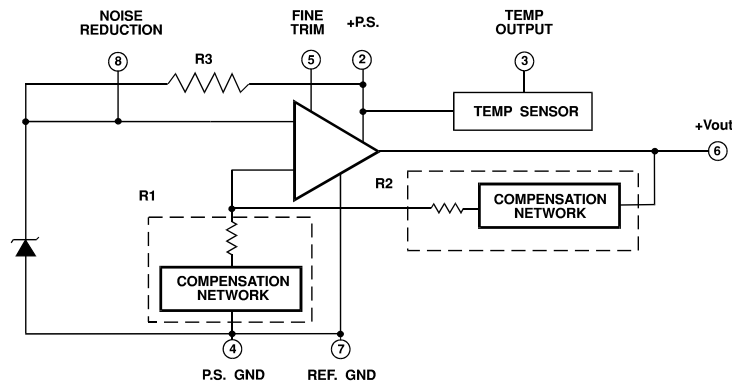 NOISE
REDUCTION
FINE
TRIM
+P.S.
TEMP
OUTPUT
8
R3
5
2
3
TEMP SENSOR
+Vout
6
R1
R2
COMPENSATION
NETWORK
COMPENSATION
NETWORK
4
7
P.S. GND
REF. GND